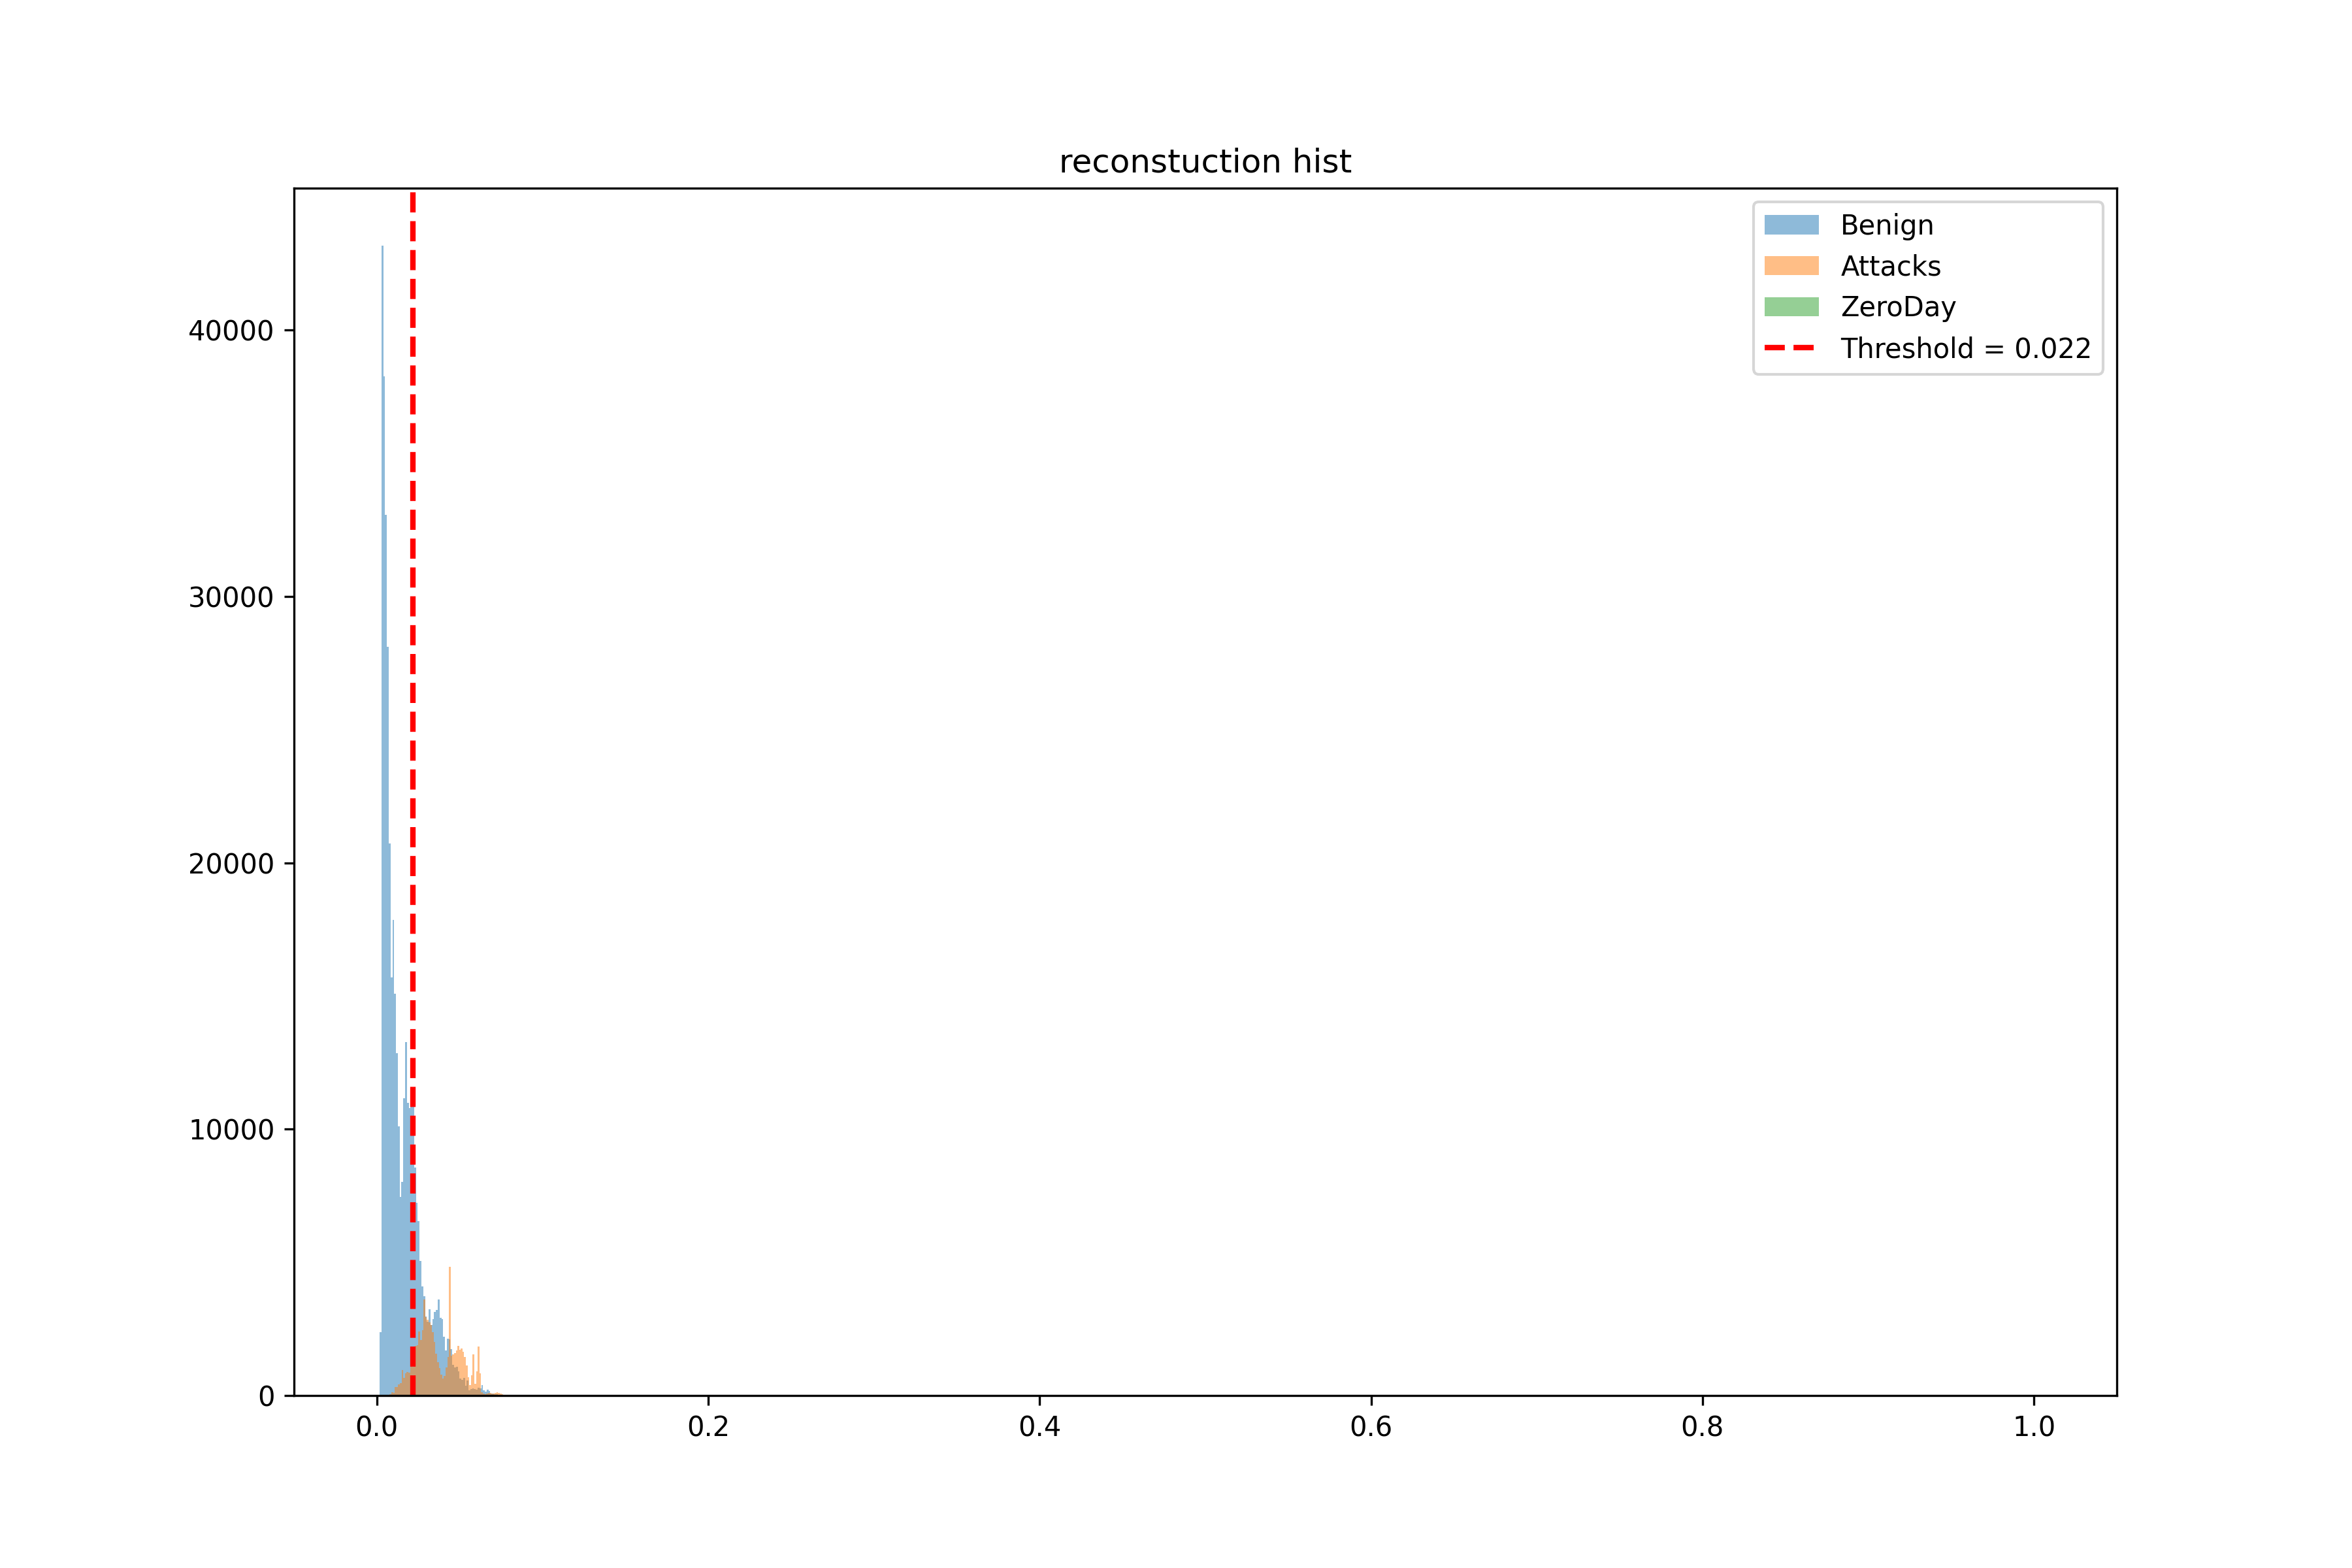 reconstuction hist
Benign
Attacks
ZeroDay
Threshold = 0.022
40000
30000
20000
10000
0
0.0 0.2 0.4 0.6 0.8 1.0